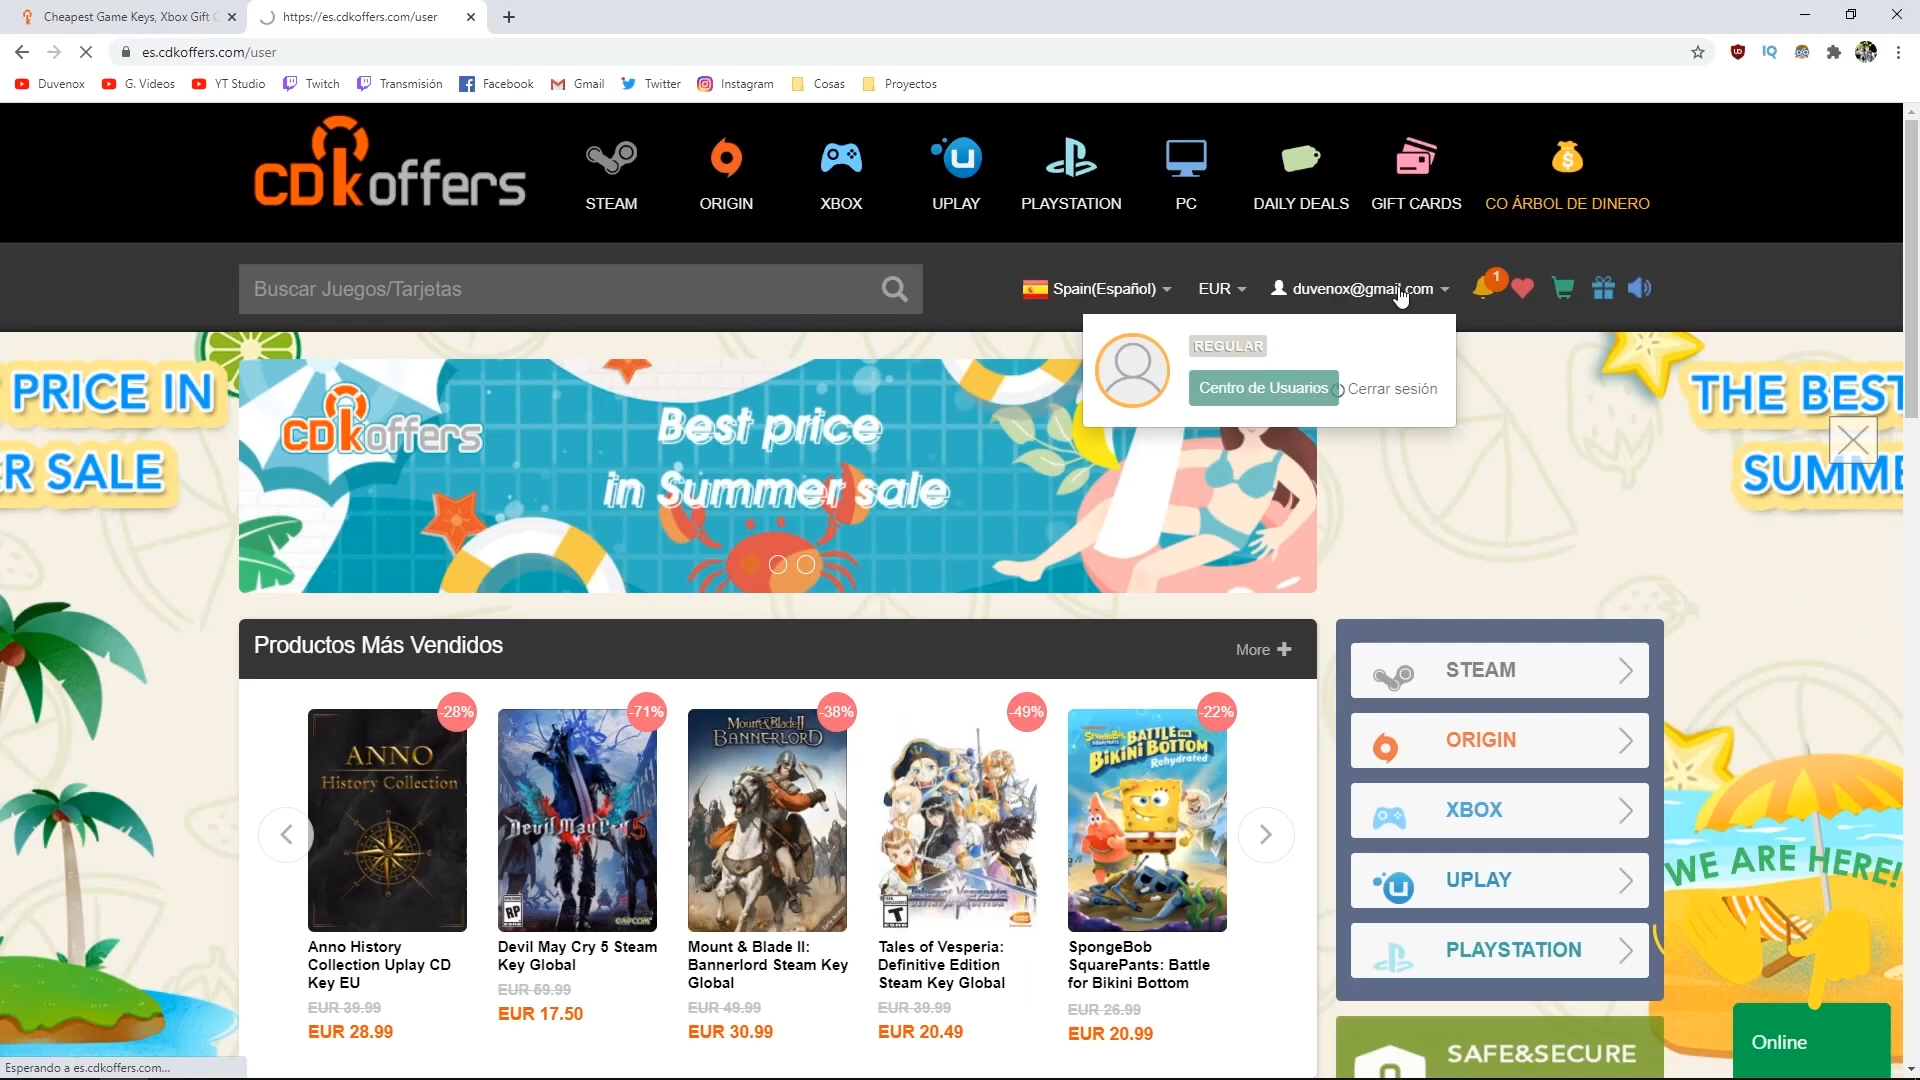 Cheapest Game Keys, Xbox Gift C
https://es.cdkoffers.com/user
es.cdkoffers.com/user
Duvenox
G. Videos
YT Studio
Twitch
Transmisión
Facebook
Gmail
Twitter
Instagram
Cosas
Proyectos
CDkoffers
STEAM
ORIGIN
XBOX
UPLAY
PLAYSTATION
PC
DAILY DEALS
GIFT CARDS
CO ÁRBOL DE DINERO
Buscar Juegos/Tarjetas
Spain(Español)
EUR
duvenox@gmail.com
1
REGULAR
Centro de Usuarios
Cerrar sesión
PRICE IN
R SALE
CDkoffers
Best price
in Summer sale
THE BEST
SUMME
Productos Más Vendidos
More
-28%
-71%
-38%
-49%
-22%
ANNO
History Collection
Devil May Cry 5
RP
CAPCOM
Mount & Blade II
BANNERLORD
Early Access
T
SpongeBob
SquarePants
BATTLE FOR
BIKINI BOTTOM
Rehydrated
Anno History
Collection Uplay CD
Key EU
EUR 39.99
EUR 28.99
Devil May Cry 5 Steam
Key Global
EUR 59.99
EUR 17.50
Mount & Blade II:
Bannerlord Steam Key
Global
EUR 49.99
EUR 30.99
Tales of Vesperia:
Definitive Edition
Steam Key Global
EUR 39.99
EUR 20.49
SpongeBob
SquarePants: Battle
for Bikini Bottom
EUR 26.99
EUR 20.99
STEAM
ORIGIN
XBOX
UPLAY
PLAYSTATION
SAFE&SECURE
WE ARE HERE!
Online
Esperando a es.cdkoffers.com...